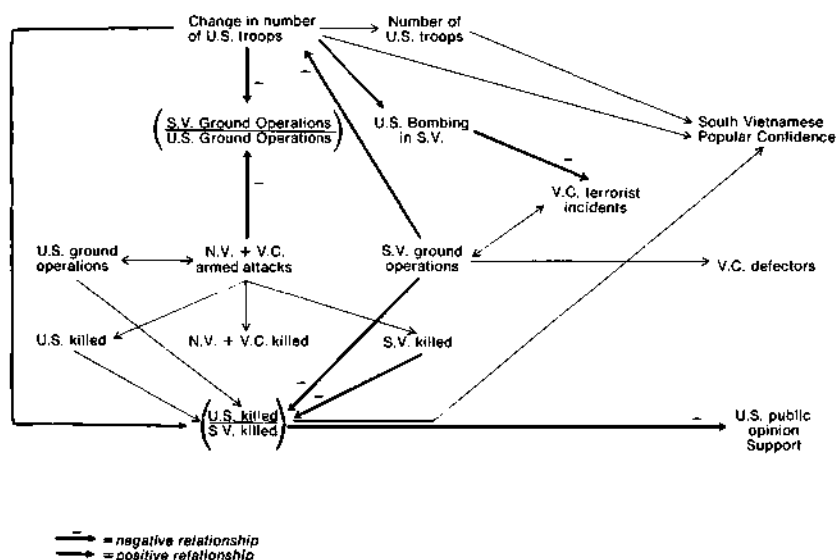 Change in number
of U.S. troops
Number of
U.S. troops
−
−
( S.V. Ground Operations
U.S. Ground Operations )
U.S. Bombing
in S.V.
South Vietnamese
Popular Confidence
−
V.C. terrorist
incidents
−
U.S. ground
operations
N.V. + V.C.
armed attacks
S.V. ground
operations
V.C. defectors
U.S. killed
N.V. + V.C. killed
S.V. killed
−
−
( U.S. killed
S.V. killed )
−
U.S. public
opinion
Support
−
= negative relationship
= positive relationship